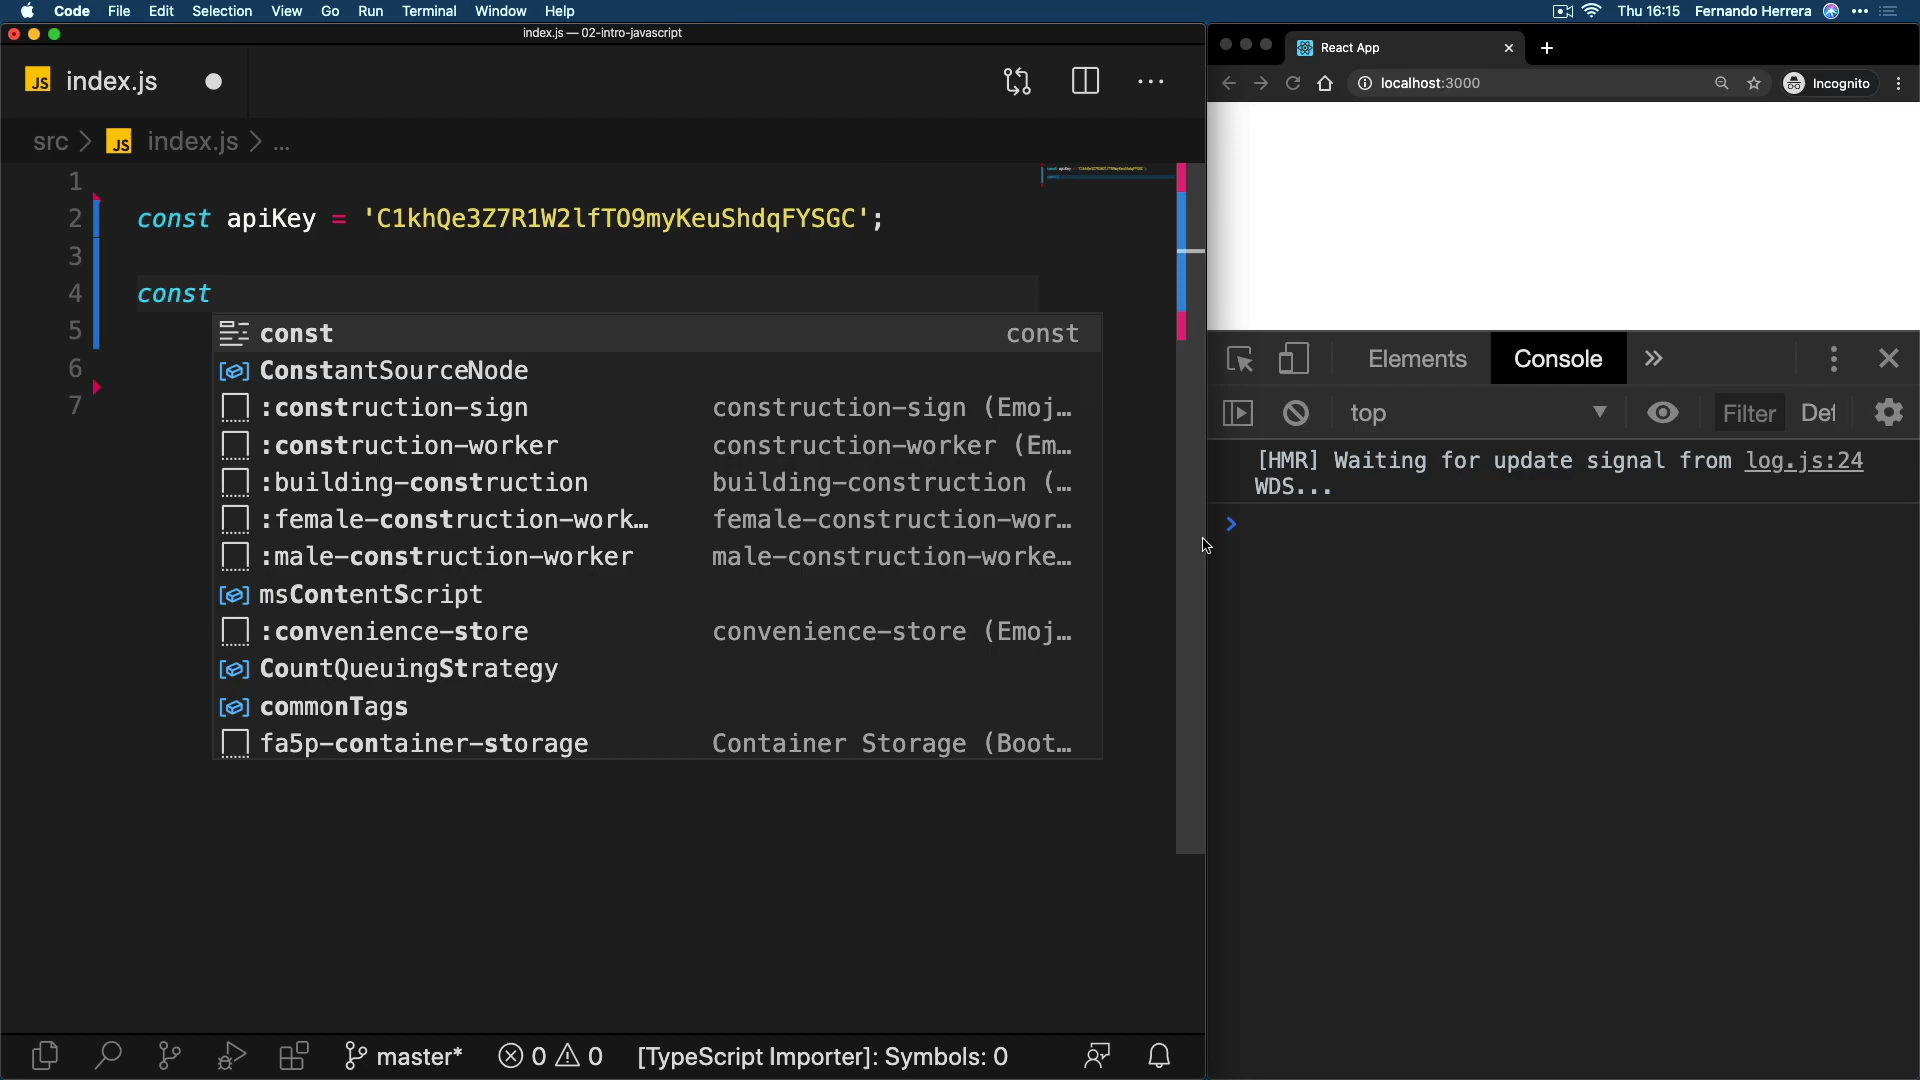 Code File Edit Selection View Go Run Terminal Window Help
Thu 16:15 Fernando Herrera
index.js — 02-intro-javascript
JS index.js
src > JS index.js > ...
1
2 const apiKey = 'C1khQe3Z7R1W2lfTO9myKeuShdqFYSGC';
3
4 const
5
6
7
const const
ConstantSourceNode
:construction-sign construction-sign (Emoj…
:construction-worker construction-worker (Em…
:building-construction building-construction (…
:female-construction-work… female-construction-wor…
:male-construction-worker male-construction-worke…
msContentScript
:convenience-store convenience-store (Emoj…
CountQueuingStrategy
commonTags
fa5p-container-storage Container Storage (Boot…
master* 0 0 [TypeScript Importer]: Symbols: 0
React App
localhost:3000
Incognito
Elements Console
top Filter Def
[HMR] Waiting for update signal from log.js:24
WDS...